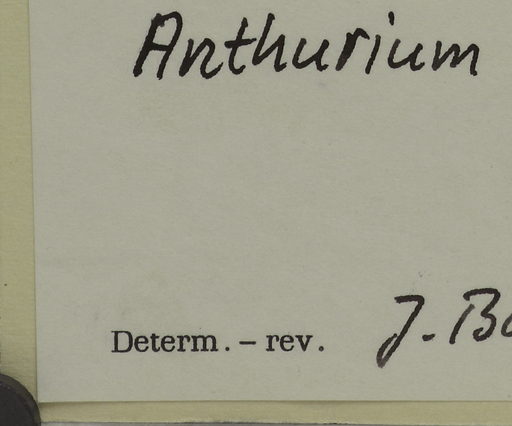 Anthurium
Determ. – rev. J.